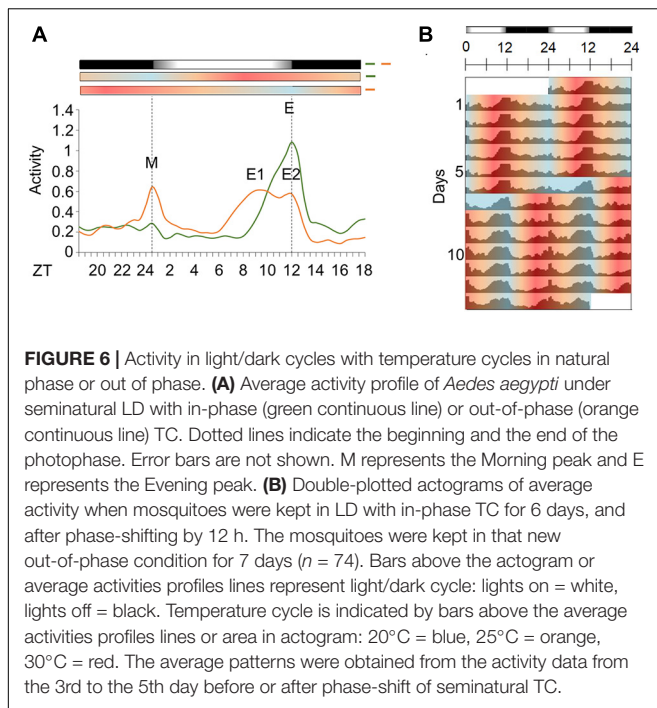 A
B
0 12 24 12 24
E
1.4
1.2
1
0.8
0.6
0.4
0.2
0
Activity
M
E1
E2
ZT 20 22 24 2 4 6 8 10 12 14 16 18
Days
1
5
10
FIGURE 6 | Activity in light/dark cycles with temperature cycles in natural
phase or out of phase. (A) Average activity profile of Aedes aegypti under
seminatural LD with in-phase (green continuous line) or out-of-phase (orange
continuous line) TC. Dotted lines indicate the beginning and the end of the
photophase. Error bars are not shown. M represents the Morning peak and E
represents the Evening peak. (B) Double-plotted actograms of average
activity when mosquitoes were kept in LD with in-phase TC for 6 days, and
after phase-shifting by 12 h. The mosquitoes were kept in that new
out-of-phase condition for 7 days (n = 74). Bars above the actogram or
average activities profiles lines represent light/dark cycle: lights on = white,
lights off = black. Temperature cycle is indicated by bars above the average
activities profiles lines or area in actogram: 20°C = blue, 25°C = orange,
30°C = red. The average patterns were obtained from the activity data from
the 3rd to the 5th day before or after phase-shift of seminatural TC.